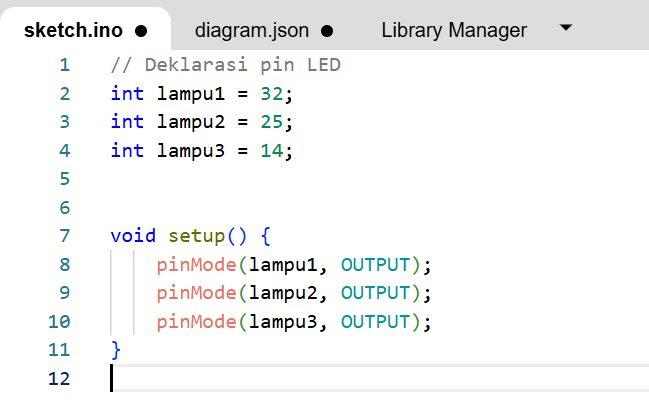 sketch.ino ● diagram.json ● Library Manager
1 // Deklarasi pin LED
2 int lampu1 = 32;
3 int lampu2 = 25;
4 int lampu3 = 14;
5
6
7 void setup() {
8     pinMode(lampu1, OUTPUT);
9     pinMode(lampu2, OUTPUT);
10     pinMode(lampu3, OUTPUT);
11 }
12